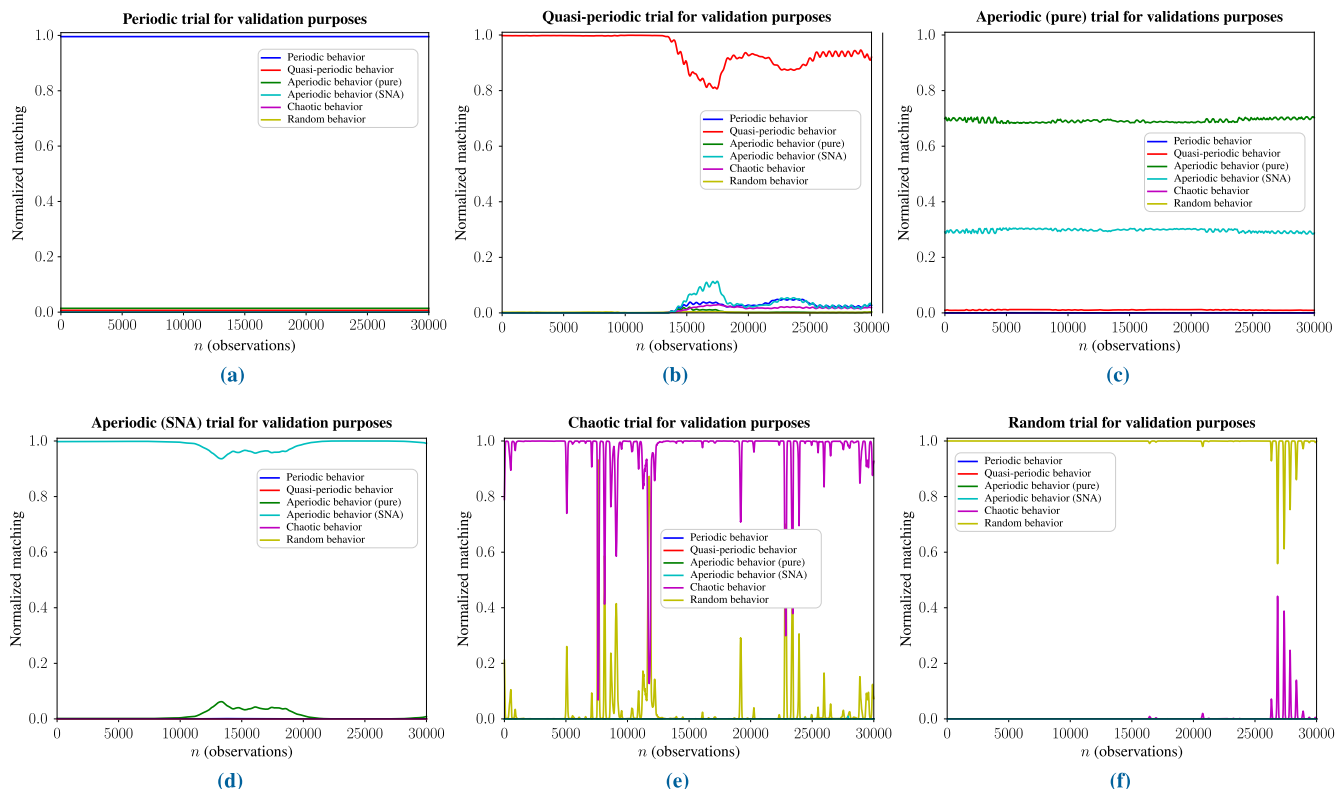 Periodic trial for validation purposes
1.0
0.8
0.6
0.4
0.2
0.0
Normalized matching
Periodic behavior
Quasi-periodic behavior
Aperiodic behavior (pure)
Aperiodic behavior (SNA)
Chaotic behavior
Random behavior
0 5000 10000 15000 20000 25000 30000
n (observations)
(a)
Quasi-periodic trial for validation purposes
1.0
0.8
0.6
0.4
0.2
0.0
Normalized matching
Periodic behavior
Quasi-periodic behavior
Aperiodic behavior (pure)
Aperiodic behavior (SNA)
Chaotic behavior
Random behavior
0 5000 10000 15000 20000 25000 30000
n (observations)
(b)
Aperiodic (pure) trial for validations purposes
1.0
0.8
0.6
0.4
0.2
0.0
Normalized matching
Periodic behavior
Quasi-periodic behavior
Aperiodic behavior (pure)
Aperiodic behavior (SNA)
Chaotic behavior
Random behavior
0 5000 10000 15000 20000 25000 30000
n (observations)
(c)
Aperiodic (SNA) trial for validation purposes
1.0
0.8
0.6
0.4
0.2
0.0
Normalized matching
Periodic behavior
Quasi-periodic behavior
Aperiodic behavior (pure)
Aperiodic behavior (SNA)
Chaotic behavior
Random behavior
0 5000 10000 15000 20000 25000 30000
n (observations)
(d)
Chaotic trial for validation purposes
1.0
0.8
0.6
0.4
0.2
0.0
Normalized matching
Periodic behavior
Quasi-periodic behavior
Aperiodic behavior (pure)
Aperiodic behavior (SNA)
Chaotic behavior
Random behavior
0 5000 10000 15000 20000 25000 30000
n (observations)
(e)
Random trial for validation purposes
1.0
0.8
0.6
0.4
0.2
0.0
Normalized matching
Periodic behavior
Quasi-periodic behavior
Aperiodic behavior (pure)
Aperiodic behavior (SNA)
Chaotic behavior
Random behavior
0 5000 10000 15000 20000 25000 30000
n (observations)
(f)